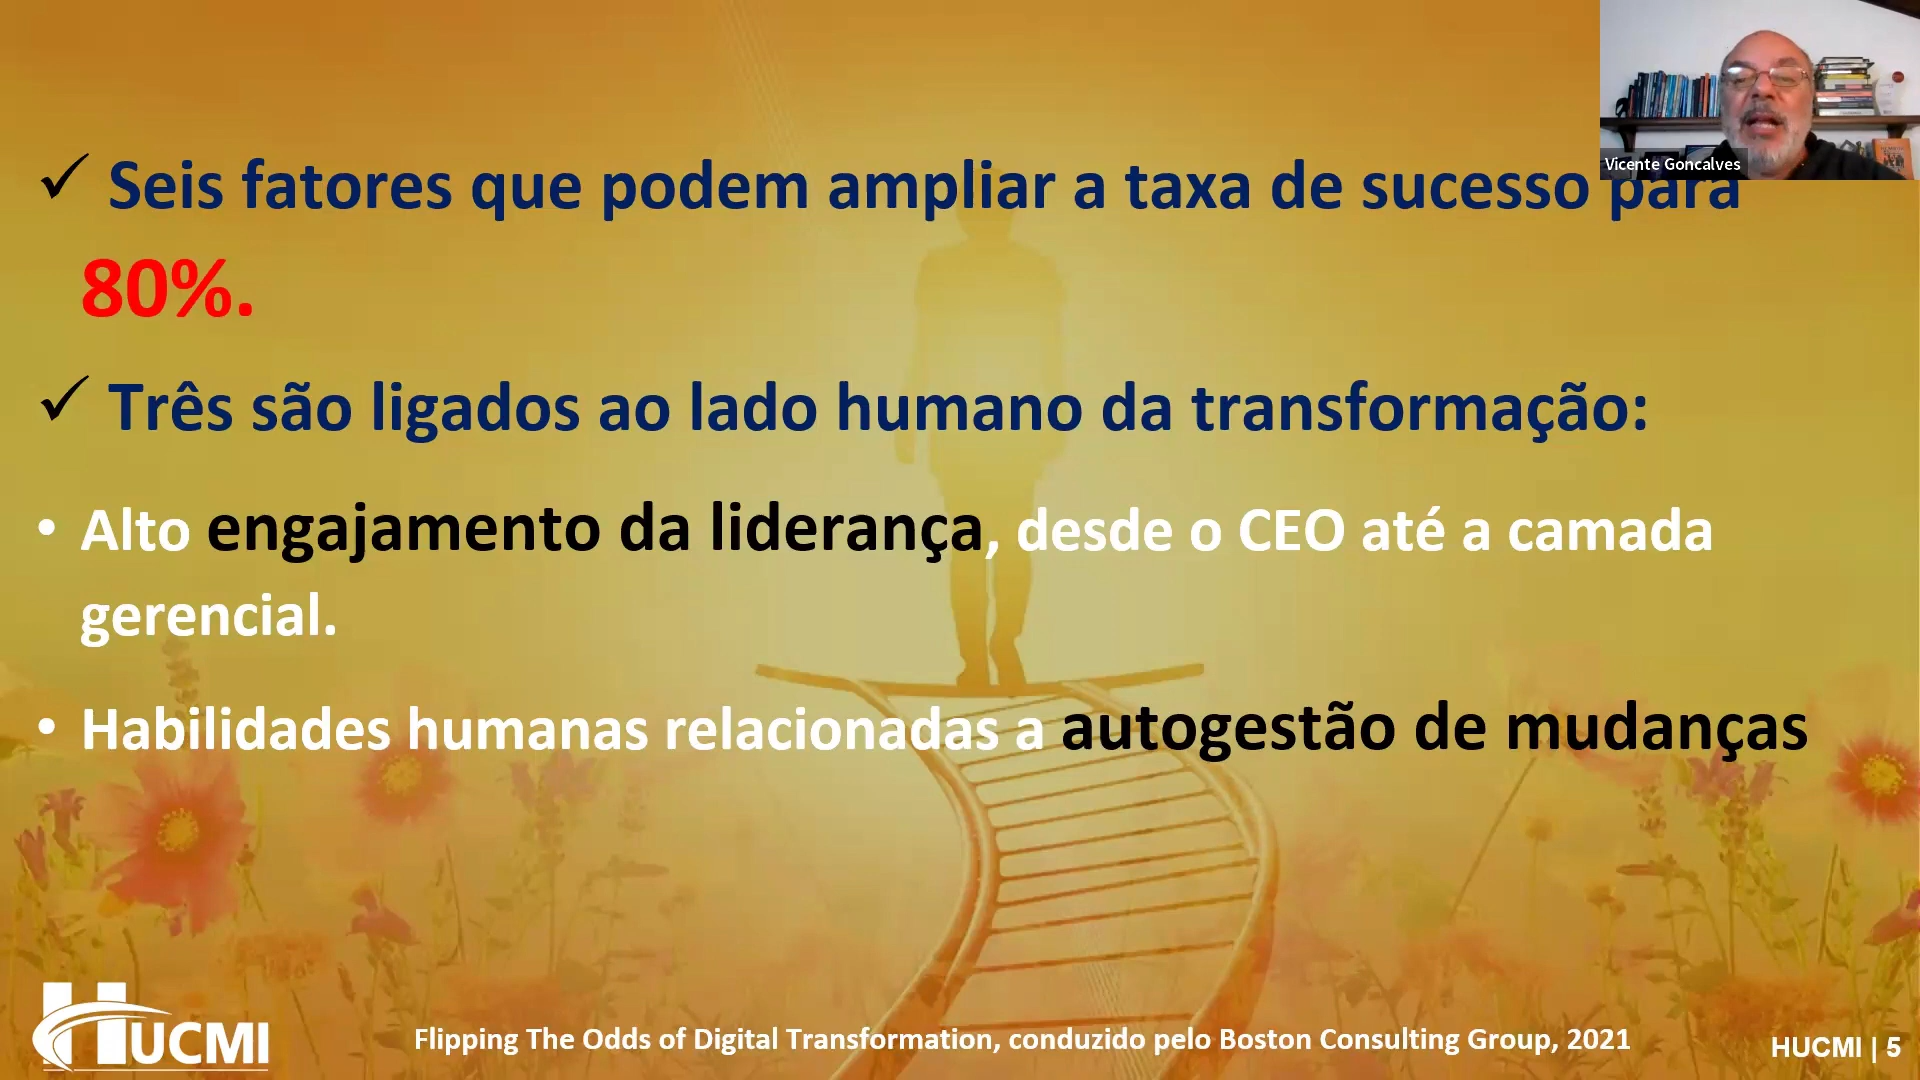 Vicente Goncalves
✓ Seis fatores que podem ampliar a taxa de sucesso para
80%.
✓ Três são ligados ao lado humano da transformação:
• Alto engajamento da liderança, desde o CEO até a camada
gerencial.
• Habilidades humanas relacionadas a autogestão de mudanças
HUCMI
Flipping The Odds of Digital Transformation, conduzido pelo Boston Consulting Group, 2021
HUCMI | 5